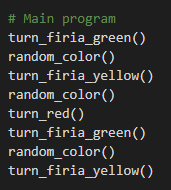 # Main program
turn_firia_green()
random_color()
turn_firia_yellow()
random_color()
turn_red()
turn_firia_green()
random_color()
turn_firia_yellow()